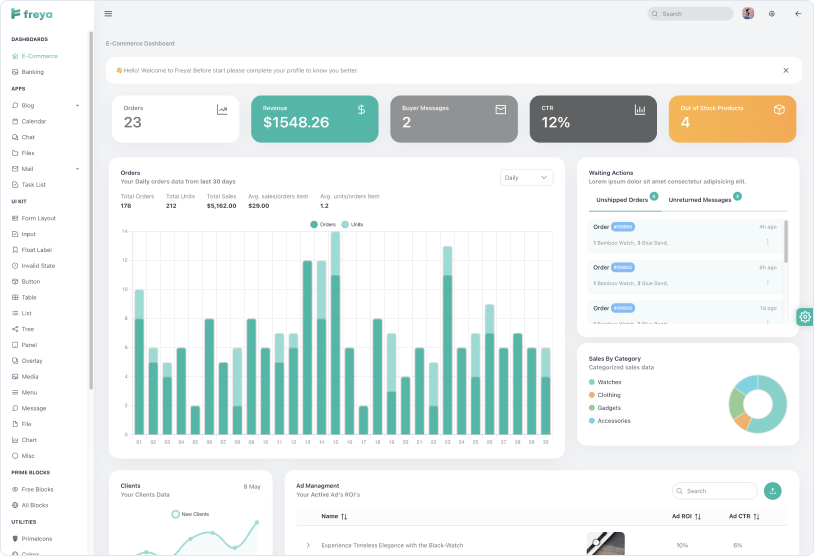 freya
DASHBOARDS
E-Commerce
Banking
APPS
Blog
Calendar
Chat
Files
Mail
Task List
UI KIT
Form Layout
Input
Float Label
Invalid State
Button
Table
List
Tree
Panel
Overlay
Media
Menu
Message
File
Chart
Misc
PRIME BLOCKS
Free Blocks
All Blocks
UTILITIES
PrimeIcons
Colors
Search
E-Commerce Dashboard
👋 Hello! Welcome to Freya! Before start please complete your profile to know you better.
Orders
23
Revenue
$1548.26
Buyer Messages
2
CTR
12%
Out of Stock Products
4
Orders
Your Daily orders data from last 30 days
Daily
Total Orders Total Units Total Sales Avg. sales/orders item Avg. units/orders item
178 212 $5,162.00 $29.00 1.2
Orders Units
14
12
10
8
6
4
2
0
01 02 03 04 05 06 07 08 09 10 11 12 13 14 15 16 17 18 19 20 21 22 23 24 25 26 27 28 29 30
Waiting Actions
Lorem ipsum dolor sit amet consectetur adipisicing elit.
Unshipped Orders Unreturned Messages
Order 4h ago
1 Bamboo Watch, 3 Blue Band,
Order 6h ago
1 Bamboo Watch, 3 Blue Band,
Order 1d ago
Sales By Category
Categorized sales data
Watches
Clothing
Gadgets
Accessories
Clients
Your Clients Data
8 May
New Clients
Ad Managment
Your Active Ad's ROI's
Search
Name Ad ROI Ad CTR
Experience Timeless Elegance with the Black-Watch 10% 6%